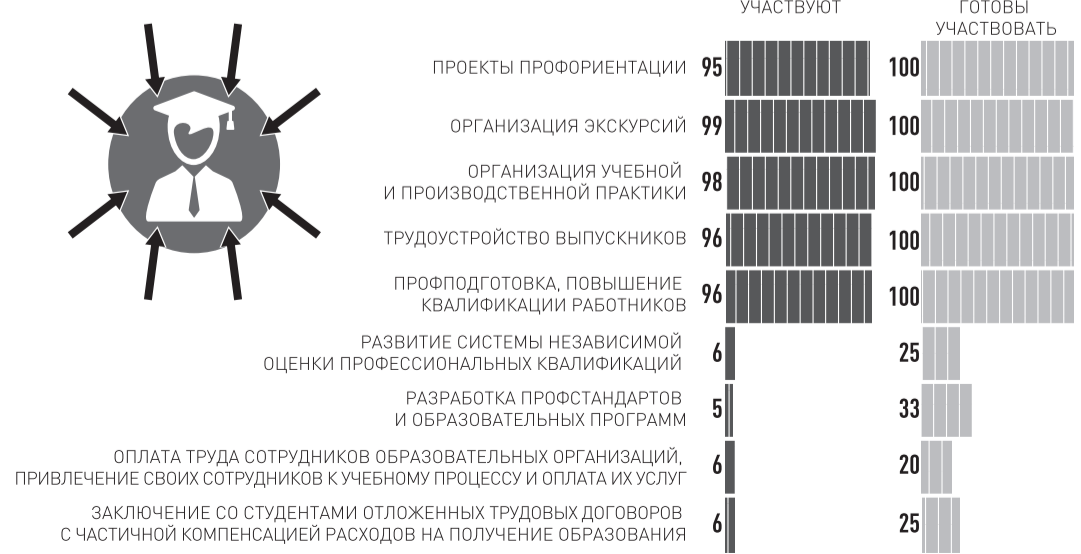 УЧАСТВУЮТ
ГОТОВЫ
УЧАСТВОВАТЬ
ПРОЕКТЫ ПРОФОРИЕНТАЦИИ 95 100
ОРГАНИЗАЦИЯ ЭКСКУРСИЙ 99 100
ОРГАНИЗАЦИЯ УЧЕБНОЙ
И ПРОИЗВОДСТВЕННОЙ ПРАКТИКИ 98 100
ТРУДОУСТРОЙСТВО ВЫПУСКНИКОВ 96 100
ПРОФПОДГОТОВКА, ПОВЫШЕНИЕ
КВАЛИФИКАЦИИ РАБОТНИКОВ 96 100
РАЗВИТИЕ СИСТЕМЫ НЕЗАВИСИМОЙ
ОЦЕНКИ ПРОФЕССИОНАЛЬНЫХ КВАЛИФИКАЦИЙ 6 25
РАЗРАБОТКА ПРОФСТАНДАРТОВ
И ОБРАЗОВАТЕЛЬНЫХ ПРОГРАММ 5 33
ОПЛАТА ТРУДА СОТРУДНИКОВ ОБРАЗОВАТЕЛЬНЫХ ОРГАНИЗАЦИЙ,
ПРИВЛЕЧЕНИЕ СВОИХ СОТРУДНИКОВ К УЧЕБНОМУ ПРОЦЕССУ И ОПЛАТА ИХ УСЛУГ 6 20
ЗАКЛЮЧЕНИЕ СО СТУДЕНТАМИ ОТЛОЖЕННЫХ ТРУДОВЫХ ДОГОВОРОВ
С ЧАСТИЧНОЙ КОМПЕНСАЦИЕЙ РАСХОДОВ НА ПОЛУЧЕНИЕ ОБРАЗОВАНИЯ 6 25